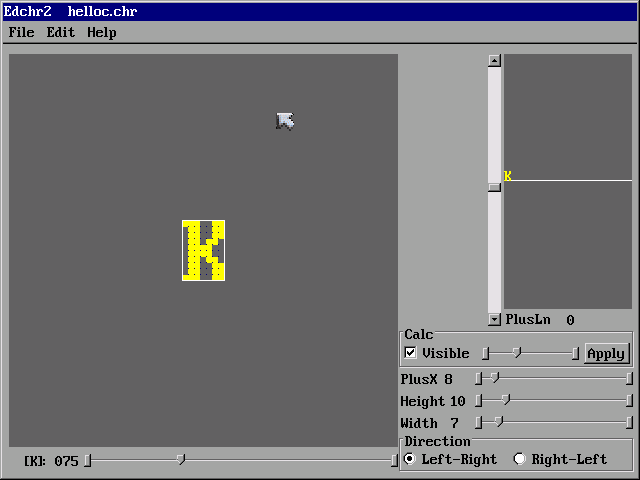 Edchr2 helloc.chr
File Edit Help
K
K
PlusLn 0
Calc
Visible
Apply
PlusX 8
Height 10
Width 7
Direction
[K]: 075
Left-Right
Right-Left